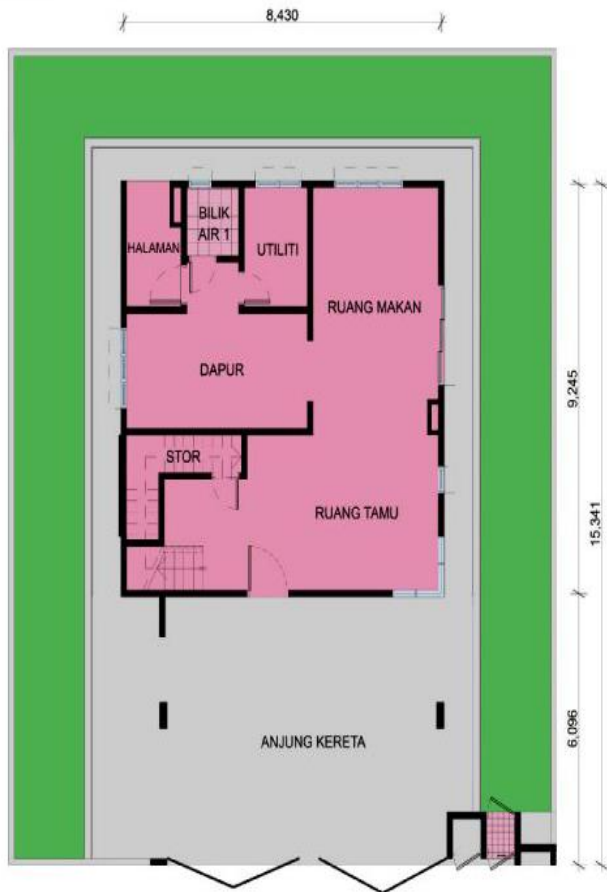 8,430
BILIK
AIR 1
HALAMAN
UTILITI
RUANG MAKAN
DAPUR
9,245
STOR
RUANG TAMU
15,341
6,096
ANJUNG KERETA